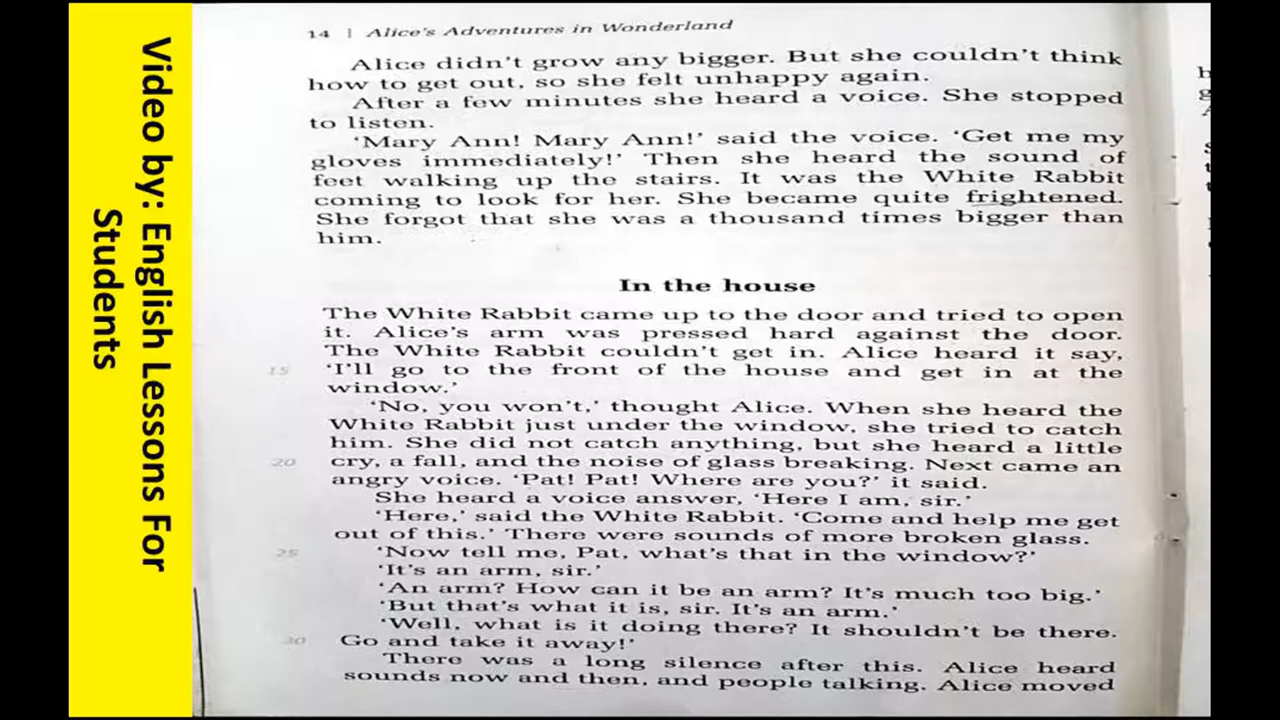 Video by: English Lessons For
Students
14 | Alice's Adventures in Wonderland
Alice didn't grow any bigger. But she couldn't think
how to get out, so she felt unhappy again.
After a few minutes she heard a voice. She stopped
to listen.
'Mary Ann! Mary Ann!' said the voice. 'Get me my
gloves immediately!' Then she heard the sound of
feet walking up the stairs. It was the White Rabbit
coming to look for her. She became quite frightened.
She forgot that she was a thousand times bigger than
him.
In the house
The White Rabbit came up to the door and tried to open
it. Alice's arm was pressed hard against the door.
The White Rabbit couldn't get in. Alice heard it say,
15 'I'll go to the front of the house and get in at the
window.'
'No, you won't,' thought Alice. When she heard the
White Rabbit just under the window, she tried to catch
him. She did not catch anything, but she heard a little
20 cry, a fall, and the noise of glass breaking. Next came an
angry voice. 'Pat! Pat! Where are you?' it said.
She heard a voice answer, 'Here I am, sir.'
'Here,' said the White Rabbit. 'Come and help me get
out of this.' There were sounds of more broken glass.
25 'Now tell me, Pat, what's that in the window?'
'It's an arm, sir.'
'An arm? How can it be an arm? It's much too big.'
'But that's what it is, sir. It's an arm.'
'Well, what is it doing there? It shouldn't be there.
30 Go and take it away!'
There was a long silence after this. Alice heard
sounds now and then, and people talking. Alice moved